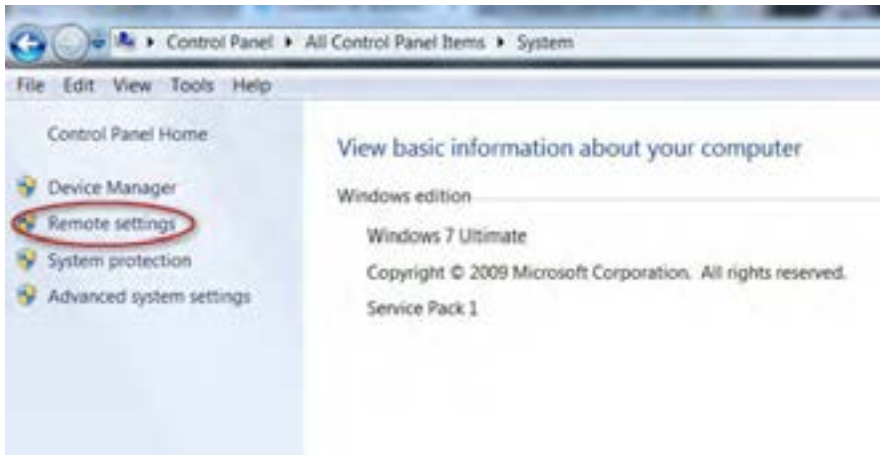 Control Panel ▸ All Control Panel Items ▸ System
File Edit View Tools Help
Control Panel Home
Device Manager
Remote settings
System protection
Advanced system settings
View basic information about your computer
Windows edition
Windows 7 Ultimate
Copyright © 2009 Microsoft Corporation. All rights reserved.
Service Pack 1